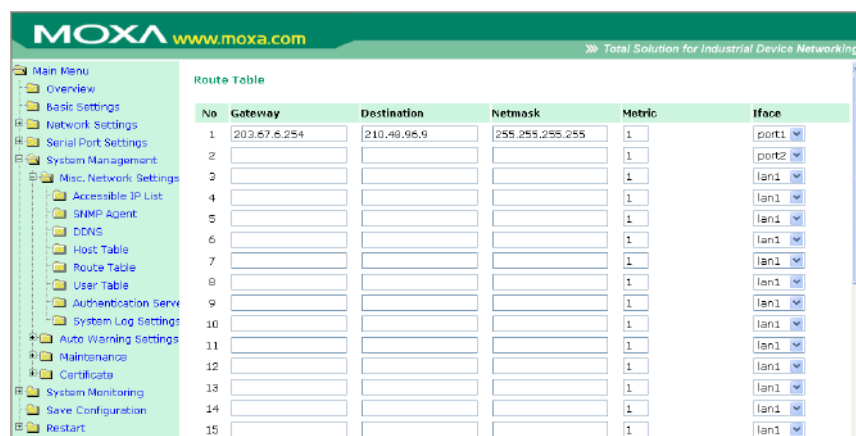 MOXA www.moxa.com
Total Solution for Industrial Device Networking
Main Menu
Overview
Basic Settings
Network Settings
Serial Port Settings
System Management
Misc. Network Settings
Accessible IP List
SNMP Agent
DDNS
Host Table
Route Table
User Table
Authentication Serve
System Log Settings
Auto Warning Settings
Maintenance
Certificate
System Monitoring
Save Configuration
Restart
Route Table
No Gateway Destination Netmask Metric Iface
1 203.67.6.254 210.48.96.9 255.255.255.255 1 port1
2 1 port2
3 1 lan1
4 1 lan1
5 1 lan1
6 1 lan1
7 1 lan1
8 1 lan1
9 1 lan1
10 1 lan1
11 1 lan1
12 1 lan1
13 1 lan1
14 1 lan1
15 1 lan1